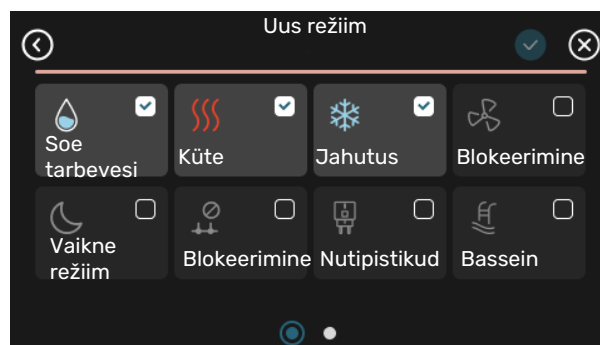 Uus režiim
Soe
tarbevesi
Küte
Jahutus
Blokeerimine
Vaikne
režiim
Blokeerimine
Nutipistikud
Bassein